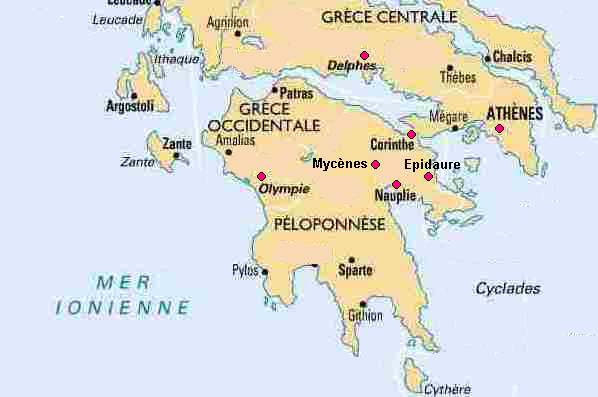 Leucade
Leucade
Agrinion
GRÈCE CENTRALE
Ithaque
Delphes
Chalcis
Thèbes
Argostoli
Patras
GRÈCE
OCCIDENTALE
Mégare
ATHÈNES
Zante
Zante
Amalias
Corinthe
Mycènes
Epidaure
Olympie
Nauplie
PÉLOPONNÈSE
Pylos
Sparte
MER
IONIENNE
Cyclades
Githion
Cythère